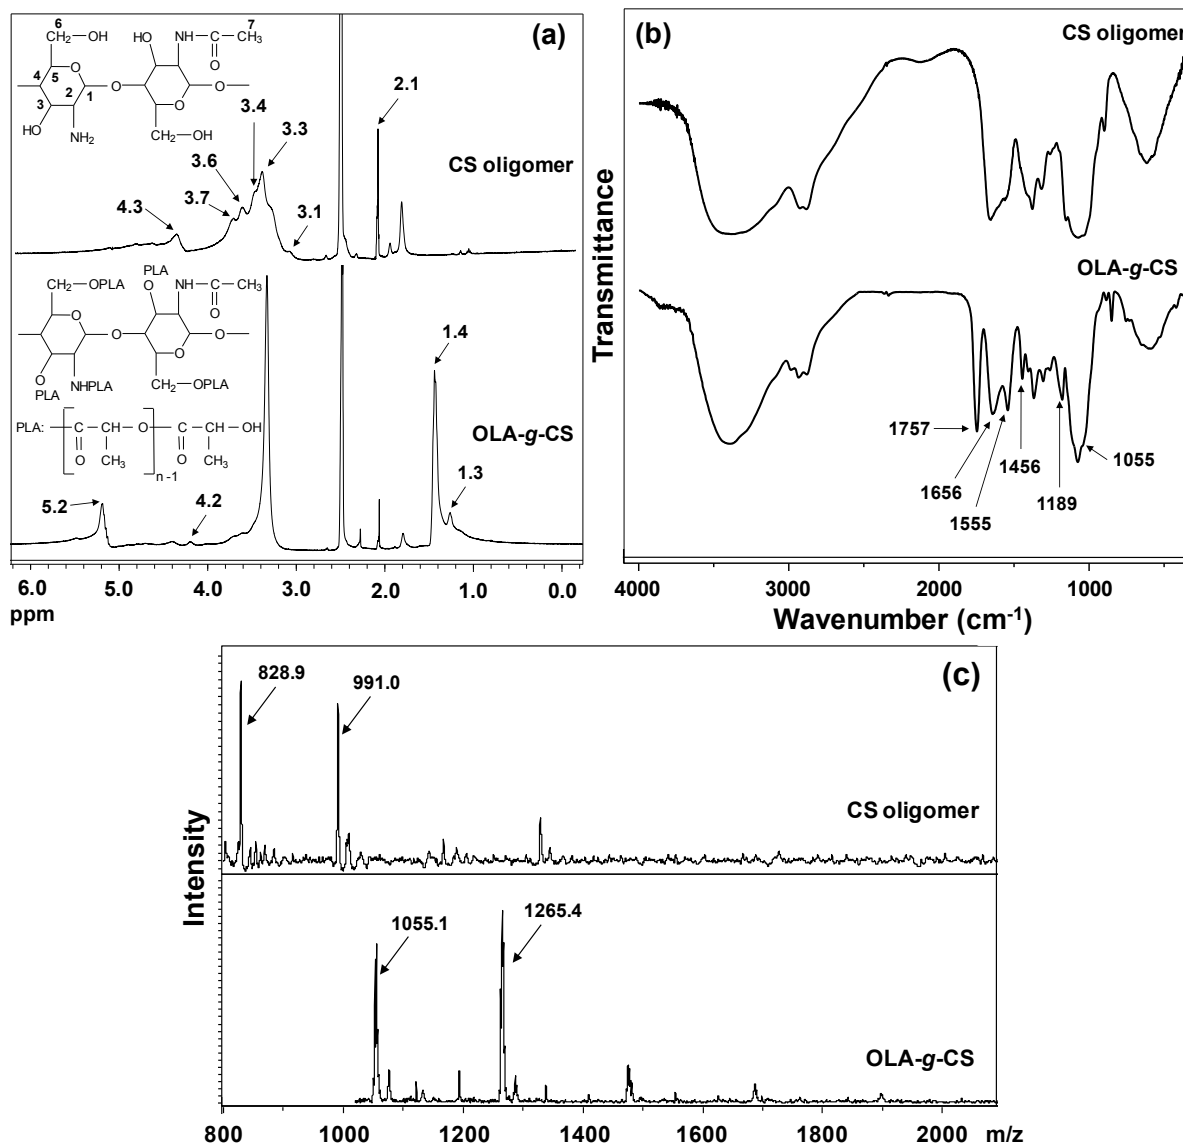 (a)
6
CH2—OH
7
CH3
HO
NH
O
4
5
O
3
2
1
O
O
O
HO
NH2
CH2—OH
2.1
3.4
3.3
3.6
3.7
4.3
3.1
CS oligomer
PLA
CH2—OPLA
O
NH
CH3
O
O
O
O
O
O
PLA
NHPLA
CH2—OPLA
1.4
OLA-g-CS
PLA:
C
O
CH3
O
n-1
C
O
CH3
OH
1.3
5.2
4.2
6.0 5.0 4.0 3.0 2.0 1.0 0.0
ppm
(b)
CS oligomer
OLA-g-CS
Transmittance
1757
1656
1555
1456
1189
1055
4000 3000 2000 1000
Wavenumber (cm-1)
(c)
828.9
991.0
CS oligomer
Intensity
1055.1
1265.4
OLA-g-CS
800 1000 1200 1400 1600 1800 2000 m/z